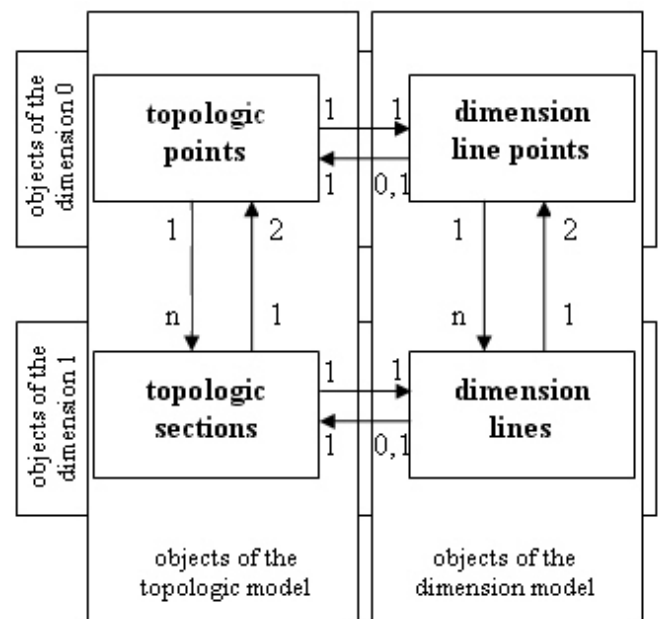 objects of the
dimension 0
topologic
points
1
1
dimension
line points
1
0,1
1
2
1
2
n
1
n
1
objects of the
dimension 1
topologic
sections
1
1
dimension
lines
1
0,1
objects of the
topologic model
objects of the
dimension model